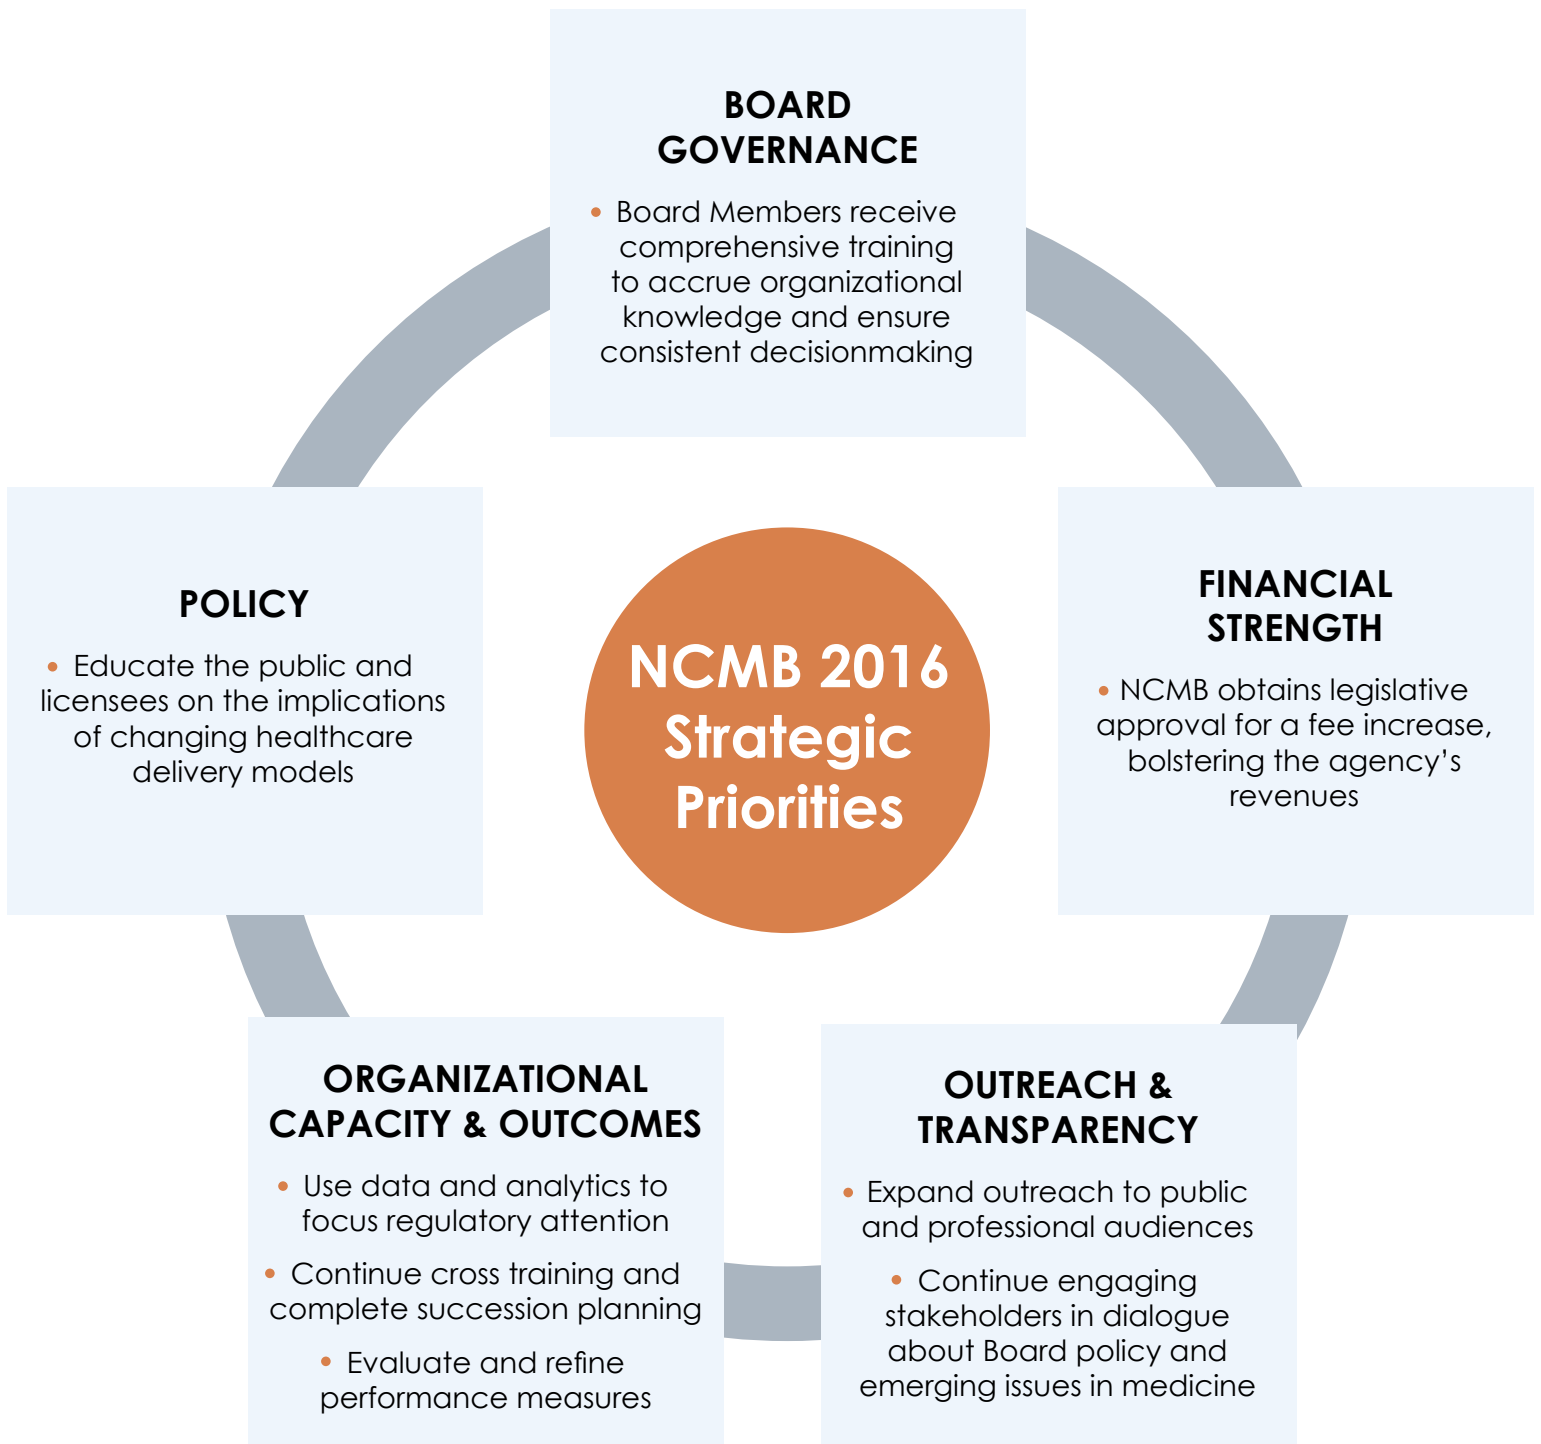 BOARD
GOVERNANCE
• Board Members receive
comprehensive training
to accrue organizational
knowledge and ensure
consistent decisionmaking
POLICY
• Educate the public and
licensees on the implications
of changing healthcare
delivery models
NCMB 2016
Strategic
Priorities
FINANCIAL
STRENGTH
• NCMB obtains legislative
approval for a fee increase,
bolstering the agency’s
revenues
ORGANIZATIONAL
CAPACITY & OUTCOMES
• Use data and analytics to
focus regulatory attention
• Continue cross training and
complete succession planning
• Evaluate and refine
performance measures
OUTREACH &
TRANSPARENCY
• Expand outreach to public
and professional audiences
• Continue engaging
stakeholders in dialogue
about Board policy and
emerging issues in medicine